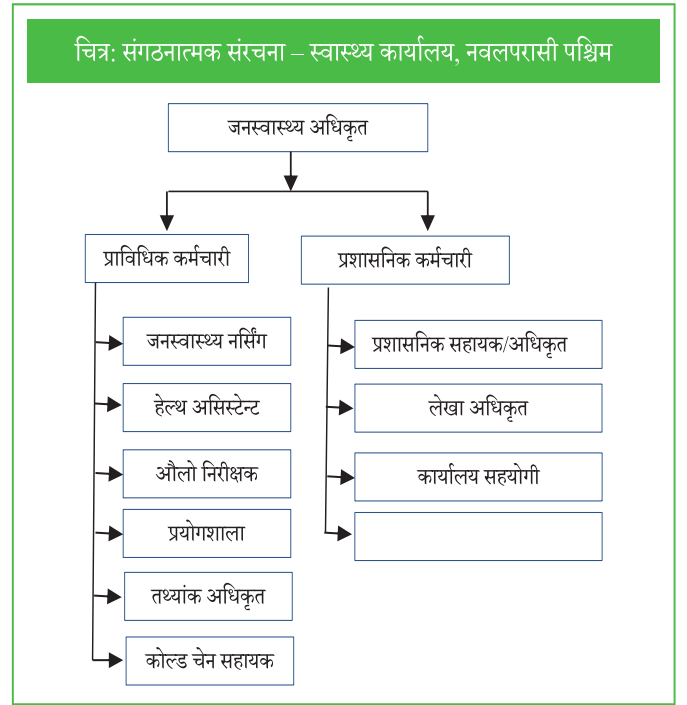 चित्र: संगठनात्मक संरचना – स्वास्थ्य कार्यालय, नवलपरासी पश्चिम
जनस्वास्थ्य अधिकृत
प्राविधिक कर्मचारी
जनस्वास्थ्य नर्सिंग
हेल्थ असिस्टेन्ट
औलो निरीक्षक
प्रयोगशाला
तथ्यांक अधिकृत
कोल्ड चेन सहायक
प्रशासनिक कर्मचारी
प्रशासनिक सहायक/अधिकृत
लेखा अधिकृत
कार्यालय सहयोगी